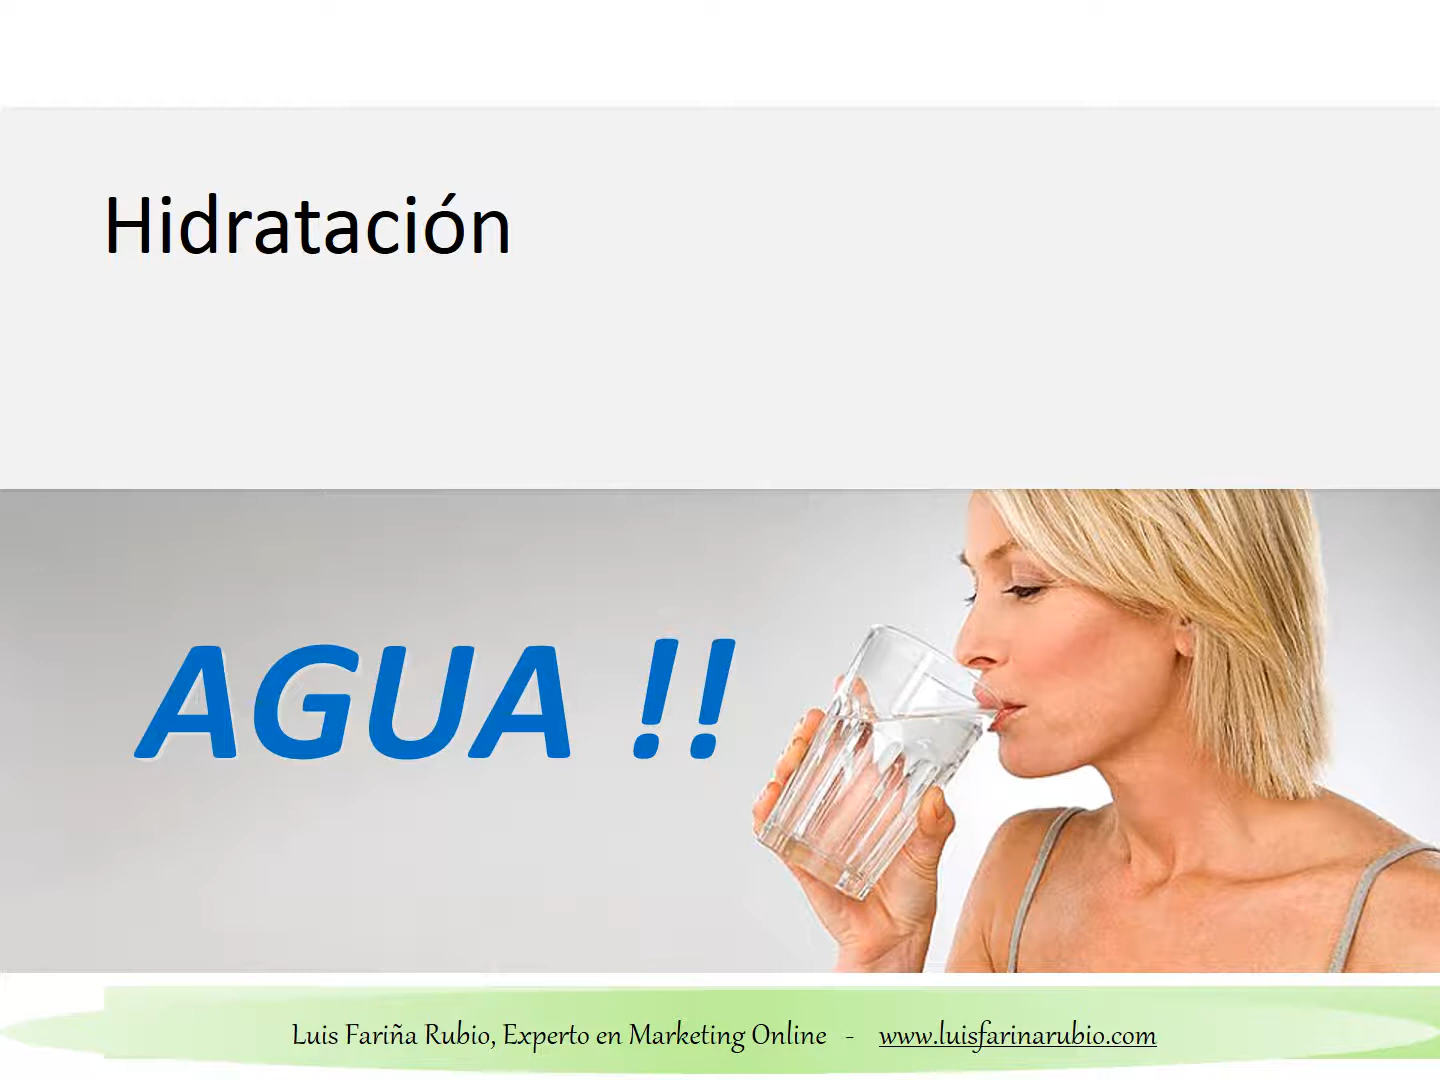 Hidratación
AGUA !!
Luis Fariña Rubio, Experto en Marketing Online - www.luisfarinarubio.com